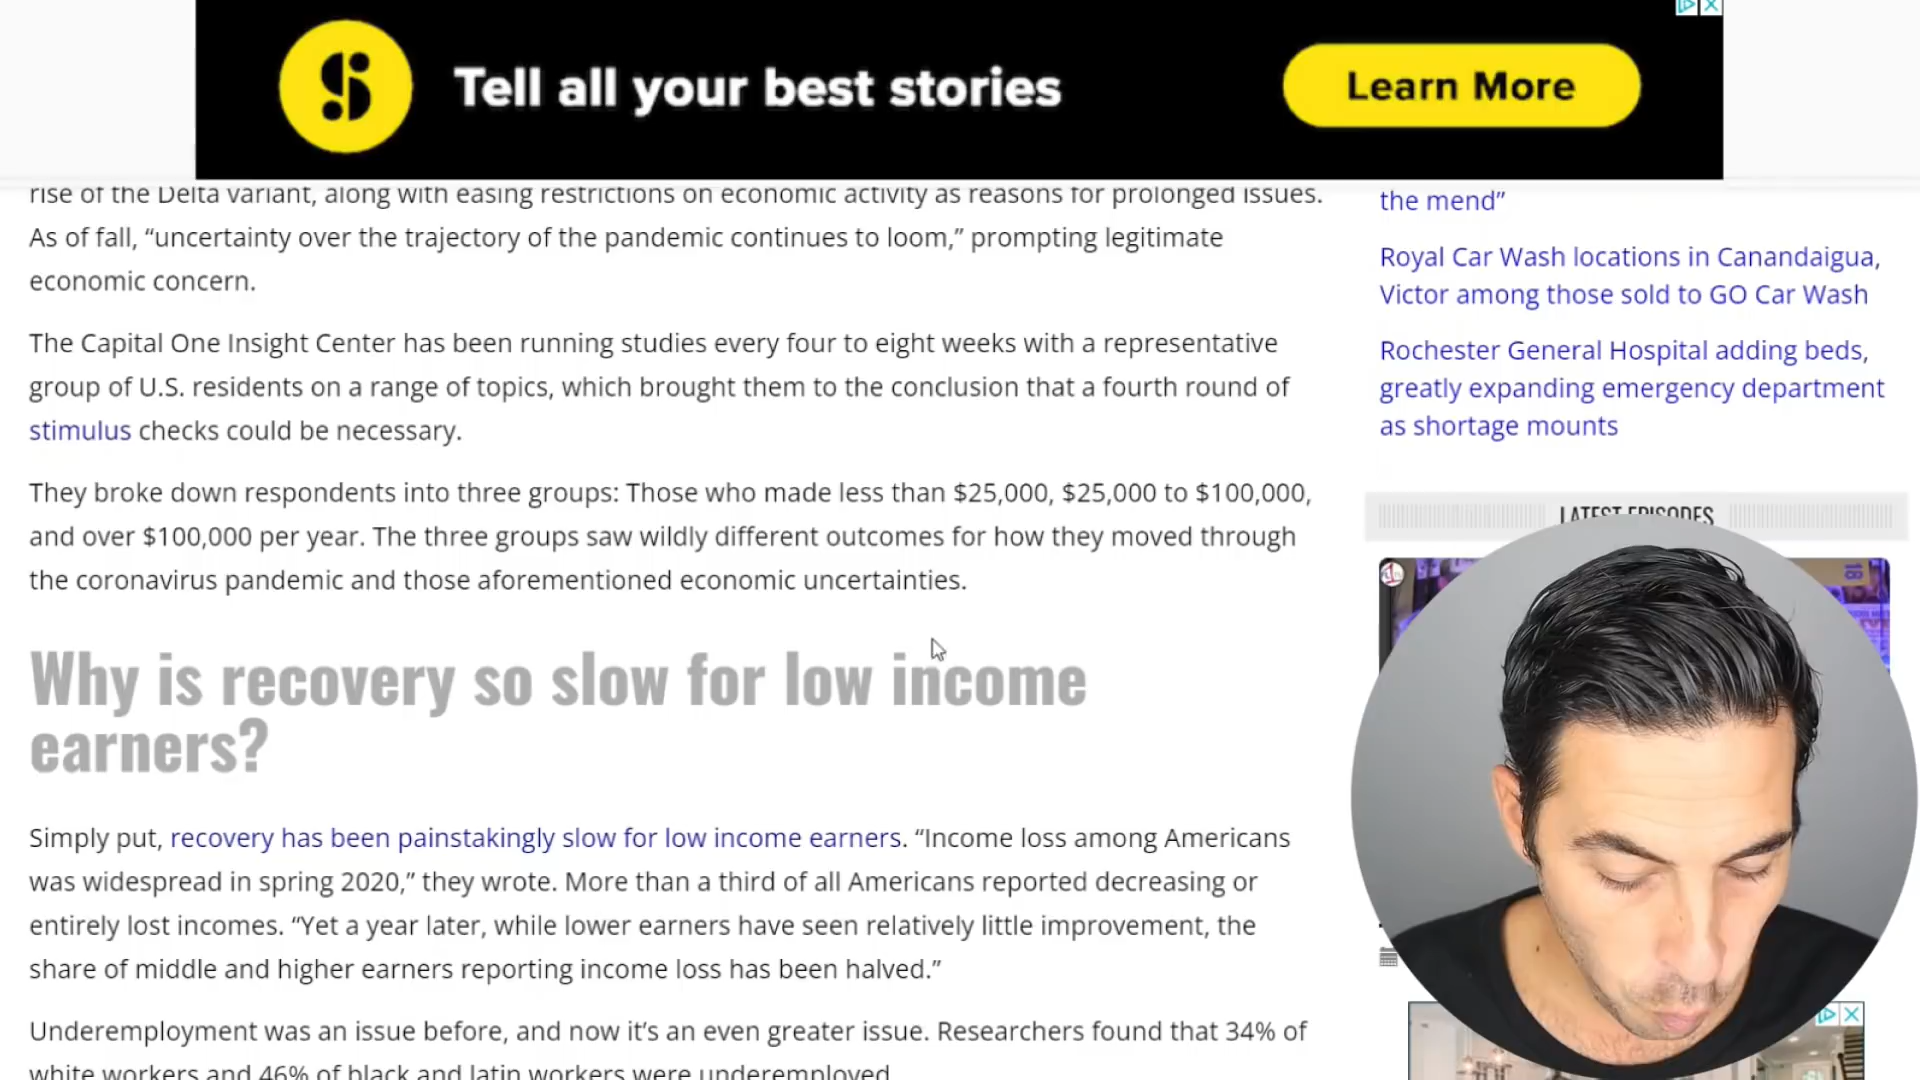 Tell all your best stories
Learn More
rise of the Delta variant, along with easing restrictions on economic activity as reasons for prolonged issues.
As of fall, “uncertainty over the trajectory of the pandemic continues to loom,” prompting legitimate
economic concern.
The Capital One Insight Center has been running studies every four to eight weeks with a representative
group of U.S. residents on a range of topics, which brought them to the conclusion that a fourth round of
stimulus checks could be necessary.
They broke down respondents into three groups: Those who made less than $25,000, $25,000 to $100,000,
and over $100,000 per year. The three groups saw wildly different outcomes for how they moved through
the coronavirus pandemic and those aforementioned economic uncertainties.
Why is recovery so slow for low income
earners?
Simply put, recovery has been painstakingly slow for low income earners. “Income loss among Americans
was widespread in spring 2020,” they wrote. More than a third of all Americans reported decreasing or
entirely lost incomes. “Yet a year later, while lower earners have seen relatively little improvement, the
share of middle and higher earners reporting income loss has been halved.”
Underemployment was an issue before, and now it’s an even greater issue. Researchers found that 34% of
white workers and 46% of black and latin workers were underemployed
the mend”
Royal Car Wash locations in Canandaigua,
Victor among those sold to GO Car Wash
Rochester General Hospital adding beds,
greatly expanding emergency department
as shortage mounts
LATEST EPISODES